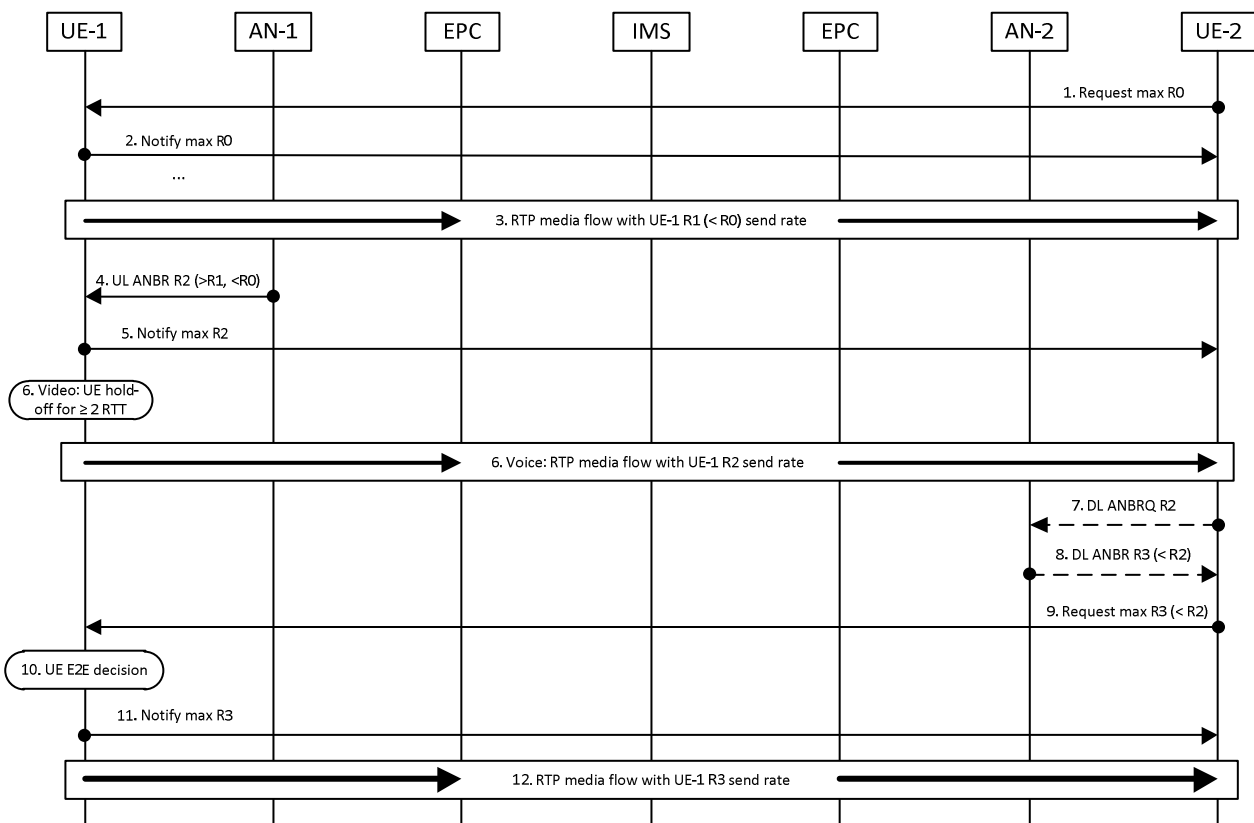 UE-1
AN-1
EPC
IMS
EPC
AN-2
UE-2
1. Request max R0
2. Notify max R0
...
3. RTP media flow with UE-1 R1 (< R0) send rate
4. UL ANBR R2 (>R1, <R0)
5. Notify max R2
6. Video: UE hold-
off for ≥ 2 RTT
6. Voice: RTP media flow with UE-1 R2 send rate
7. DL ANBRQ R2
8. DL ANBR R3 (< R2)
9. Request max R3 (< R2)
10. UE E2E decision
11. Notify max R3
12. RTP media flow with UE-1 R3 send rate